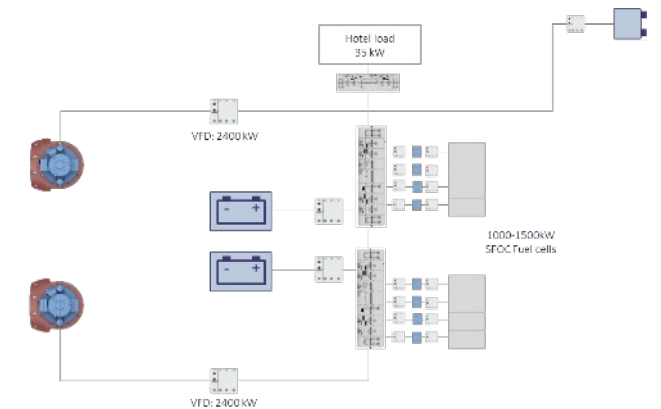 Hotel load
35 kW
VFD: 2400 kW
1000-1500kW
SFOC Fuel cells
VFD: 2400 kW